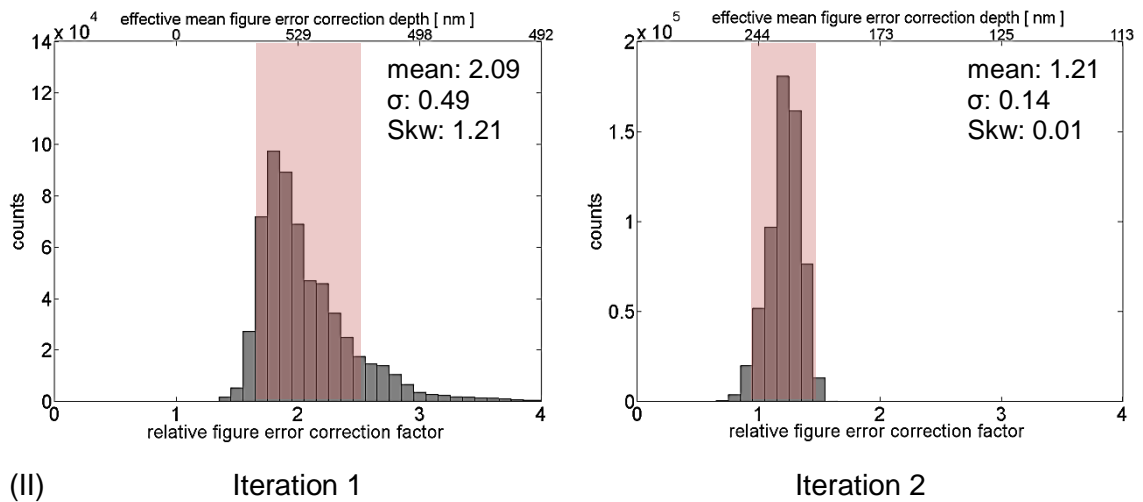 effective mean figure error correction depth [ nm ]
x 10^4
0 529 498 492
14
12
10
8
6
4
2
0
counts
mean: 2.09
σ: 0.49
Skw: 1.21
0 1 2 3 4
relative figure error correction factor
effective mean figure error correction depth [ nm ]
x 10^5
244 173 125 113
2
1.5
1
0.5
0
counts
mean: 1.21
σ: 0.14
Skw: 0.01
0 1 2 3 4
relative figure error correction factor
(II) Iteration 1 Iteration 2